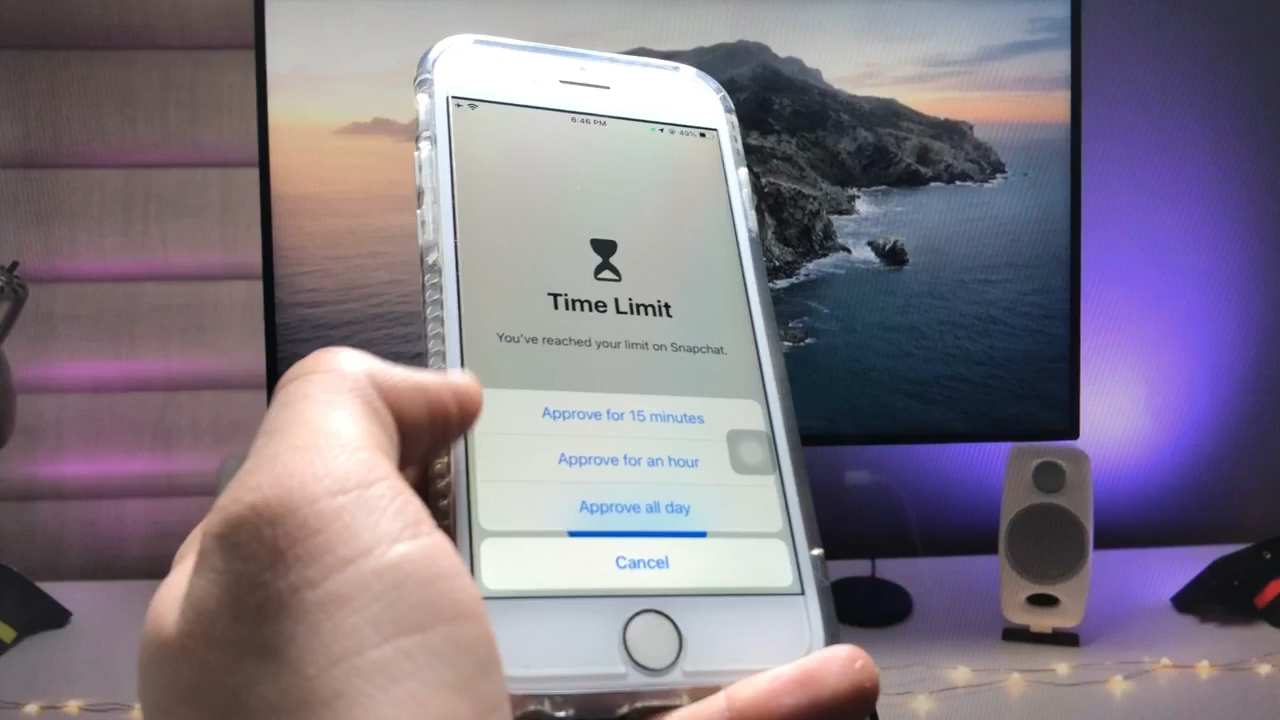 6:46 PM
49%
Time Limit
You've reached your limit on Snapchat.
Approve for 15 minutes
Approve for an hour
Approve all day
Cancel